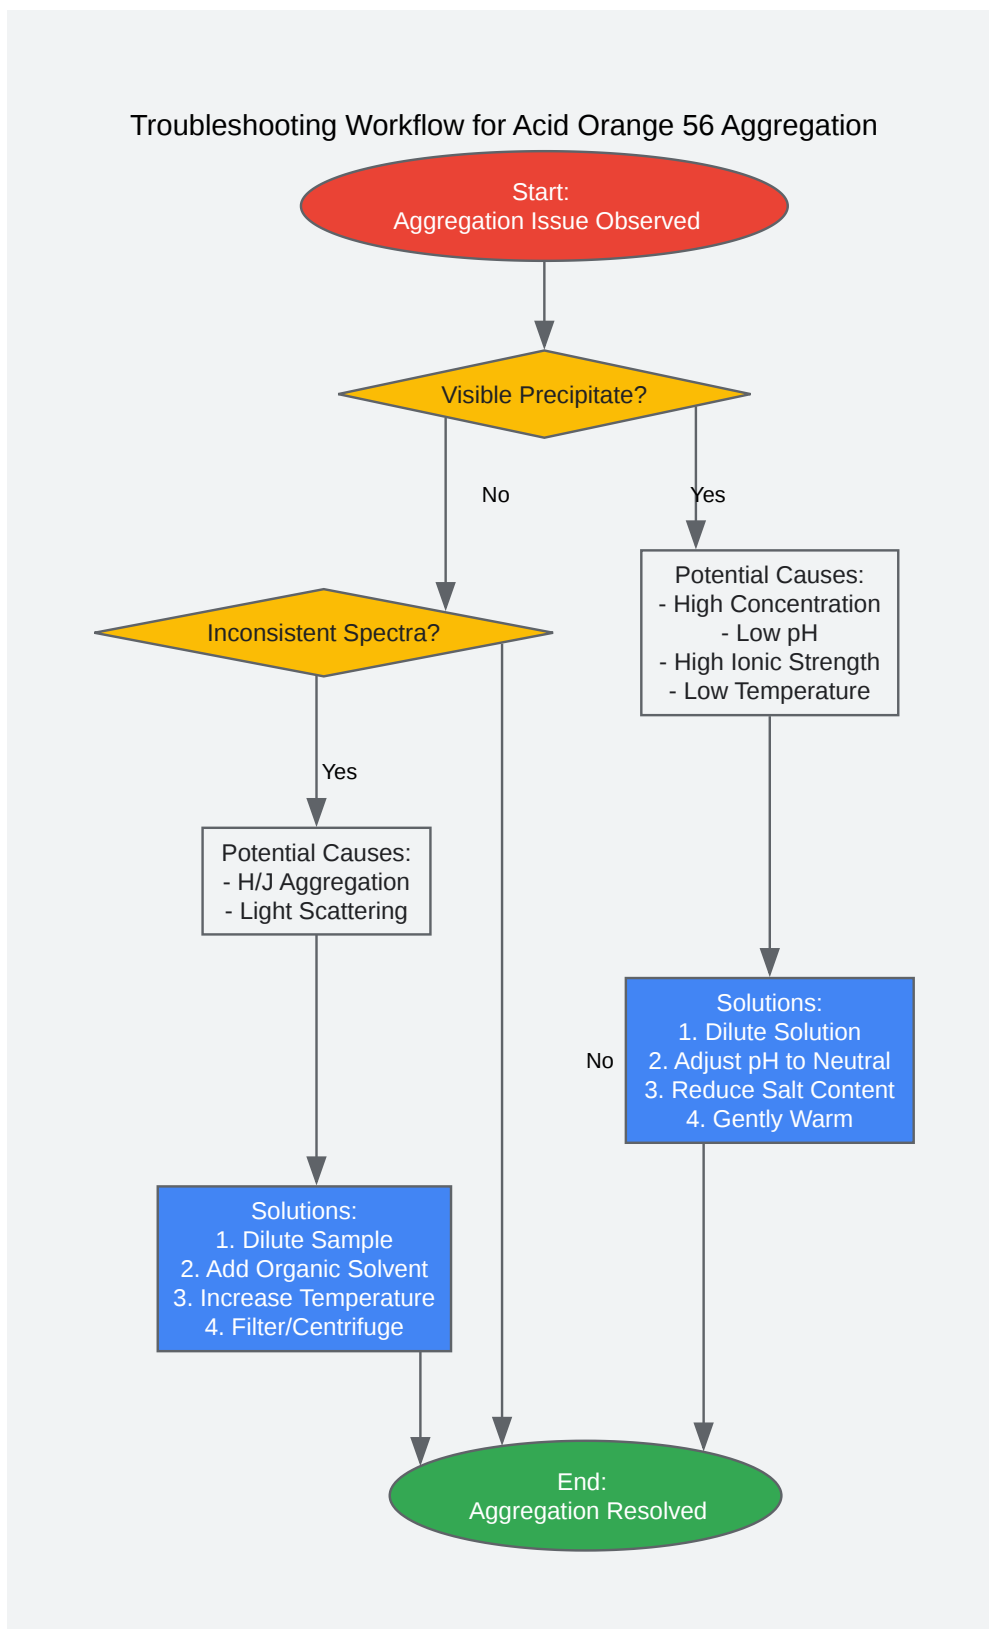 Troubleshooting Workflow for Acid Orange 56 Aggregation
Start:
Aggregation Issue Observed
Visible Precipitate?
No
Yes
Potential Causes:
- High Concentration
- Low pH
- High Ionic Strength
- Low Temperature
Inconsistent Spectra?
Yes
Potential Causes:
- H/J Aggregation
- Light Scattering
Solutions:
1. Dilute Solution
2. Adjust pH to Neutral
3. Reduce Salt Content
4. Gently Warm
No
Solutions:
1. Dilute Sample
2. Add Organic Solvent
3. Increase Temperature
4. Filter/Centrifuge
End:
Aggregation Resolved